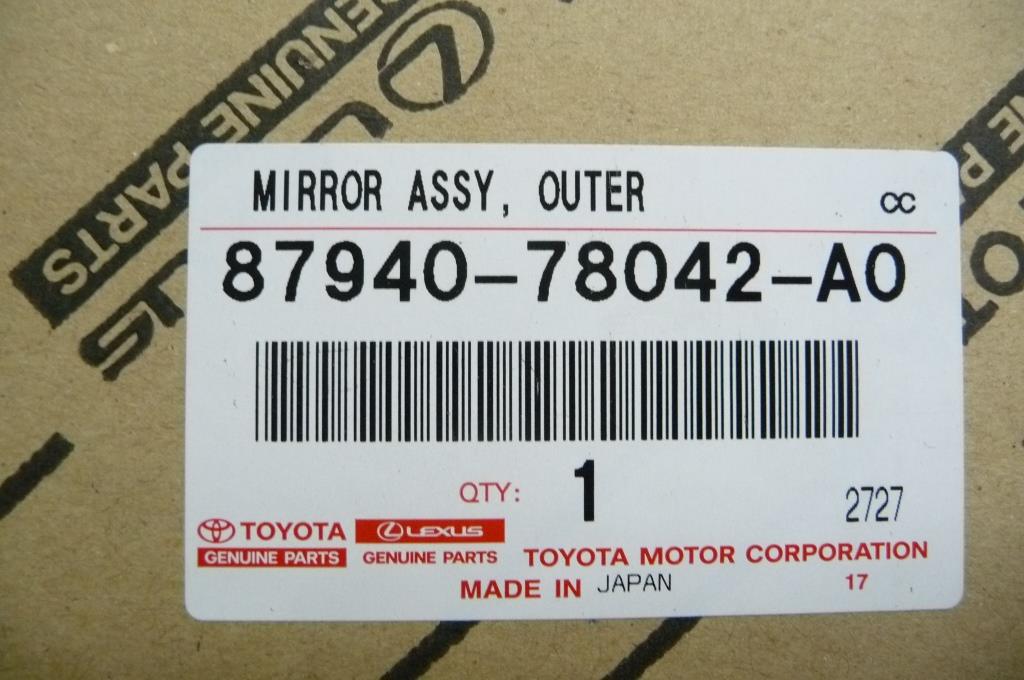 GENUINE PARTS
MIRROR ASSY, OUTER
CC
87940-78042-A0
QTY: 1
2727
TOYOTA
LEXUS
GENUINE PARTS
GENUINE PARTS
TOYOTA MOTOR CORPORATION
MADE IN JAPAN
17